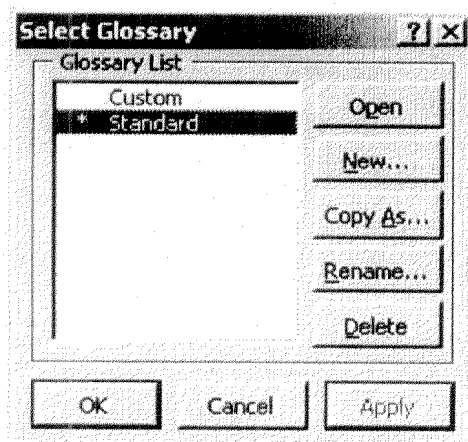 Select Glossary ? X
Glossary List
Custom
* Standard
Open
New...
Copy As...
Rename...
Delete
OK Cancel Apply